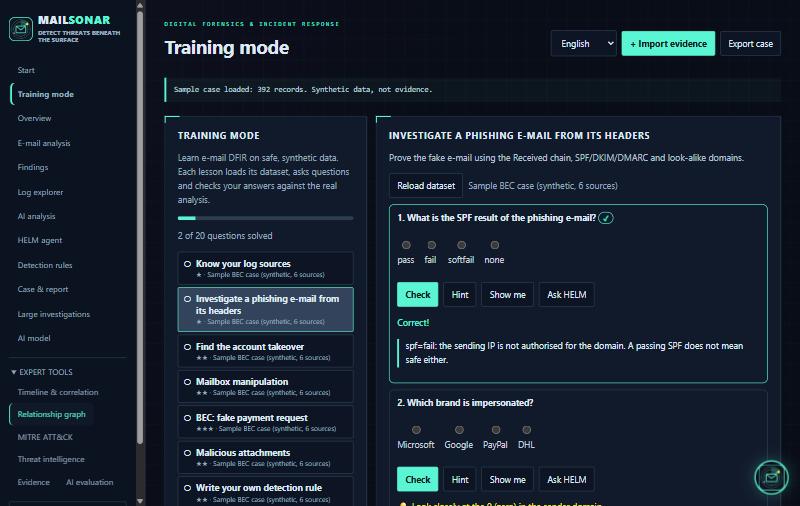 MAILSONAR
DETECT THREATS BENEATH
THE SURFACE
Start
Training mode
Overview
E-mail analysis
Findings
Log explorer
AI analysis
HELM agent
Detection rules
Case & report
Large investigations
AI model
▼ EXPERT TOOLS
Timeline & correlation
Relationship graph
MITRE ATT&CK
Threat intelligence
Evidence
AI evaluation
DIGITAL FORENSICS & INCIDENT RESPONSE
Training mode
English
+ Import evidence
Export case
Sample case loaded: 392 records. Synthetic data, not evidence.
TRAINING MODE
Learn e-mail DFIR on safe, synthetic data.
Each lesson loads its dataset, asks questions
and checks your answers against the real
analysis.
2 of 20 questions solved
Know your log sources
★ · Sample BEC case (synthetic, 6 sources)
Investigate a phishing e-mail from
its headers
★ · Sample BEC case (synthetic, 6 sources)
Find the account takeover
★★ · Sample BEC case (synthetic, 6 sources)
Mailbox manipulation
★★ · Sample BEC case (synthetic, 6 sources)
BEC: fake payment request
★★★ · Sample BEC case (synthetic, 6 sources)
Malicious attachments
★★ · Sample BEC case (synthetic, 6 sources)
Write your own detection rule
★★ · Sample BEC case (synthetic, 6 sources)
INVESTIGATE A PHISHING E-MAIL FROM ITS HEADERS
Prove the fake e-mail using the Received chain, SPF/DKIM/DMARC and look-alike domains.
Reload dataset
Sample BEC case (synthetic, 6 sources)
1. What is the SPF result of the phishing e-mail? ✓
pass fail softfail none
Check Hint Show me Ask HELM
Correct!
spf=fail: the sending IP is not authorised for the domain. A passing SPF does not mean
safe either.
2. Which brand is impersonated?
Microsoft Google PayPal DHL
Check Hint Show me Ask HELM